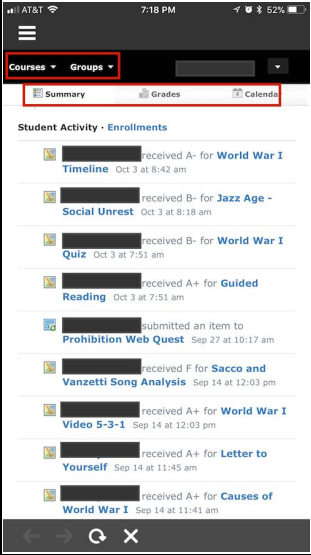 AT&T 7:18 PM 52%
Courses Groups
Summary Grades Calenda
Student Activity · Enrollments
received A- for World War I
Timeline Oct 3 at 8:42 am
received B- for Jazz Age -
Social Unrest Oct 3 at 8:18 am
received B- for World War I
Quiz Oct 3 at 7:51 am
received A+ for Guided
Reading Oct 3 at 7:51 am
submitted an item to
Prohibition Web Quest Sep 27 at 10:17 am
received F for Sacco and
Vanzetti Song Analysis Sep 14 at 12:03 pm
received A+ for World War I
Video 5-3-1 Sep 14 at 12:03 pm
received A+ for Letter to
Yourself Sep 14 at 11:45 am
received A+ for Causes of
World War I Sep 14 at 11:41 am